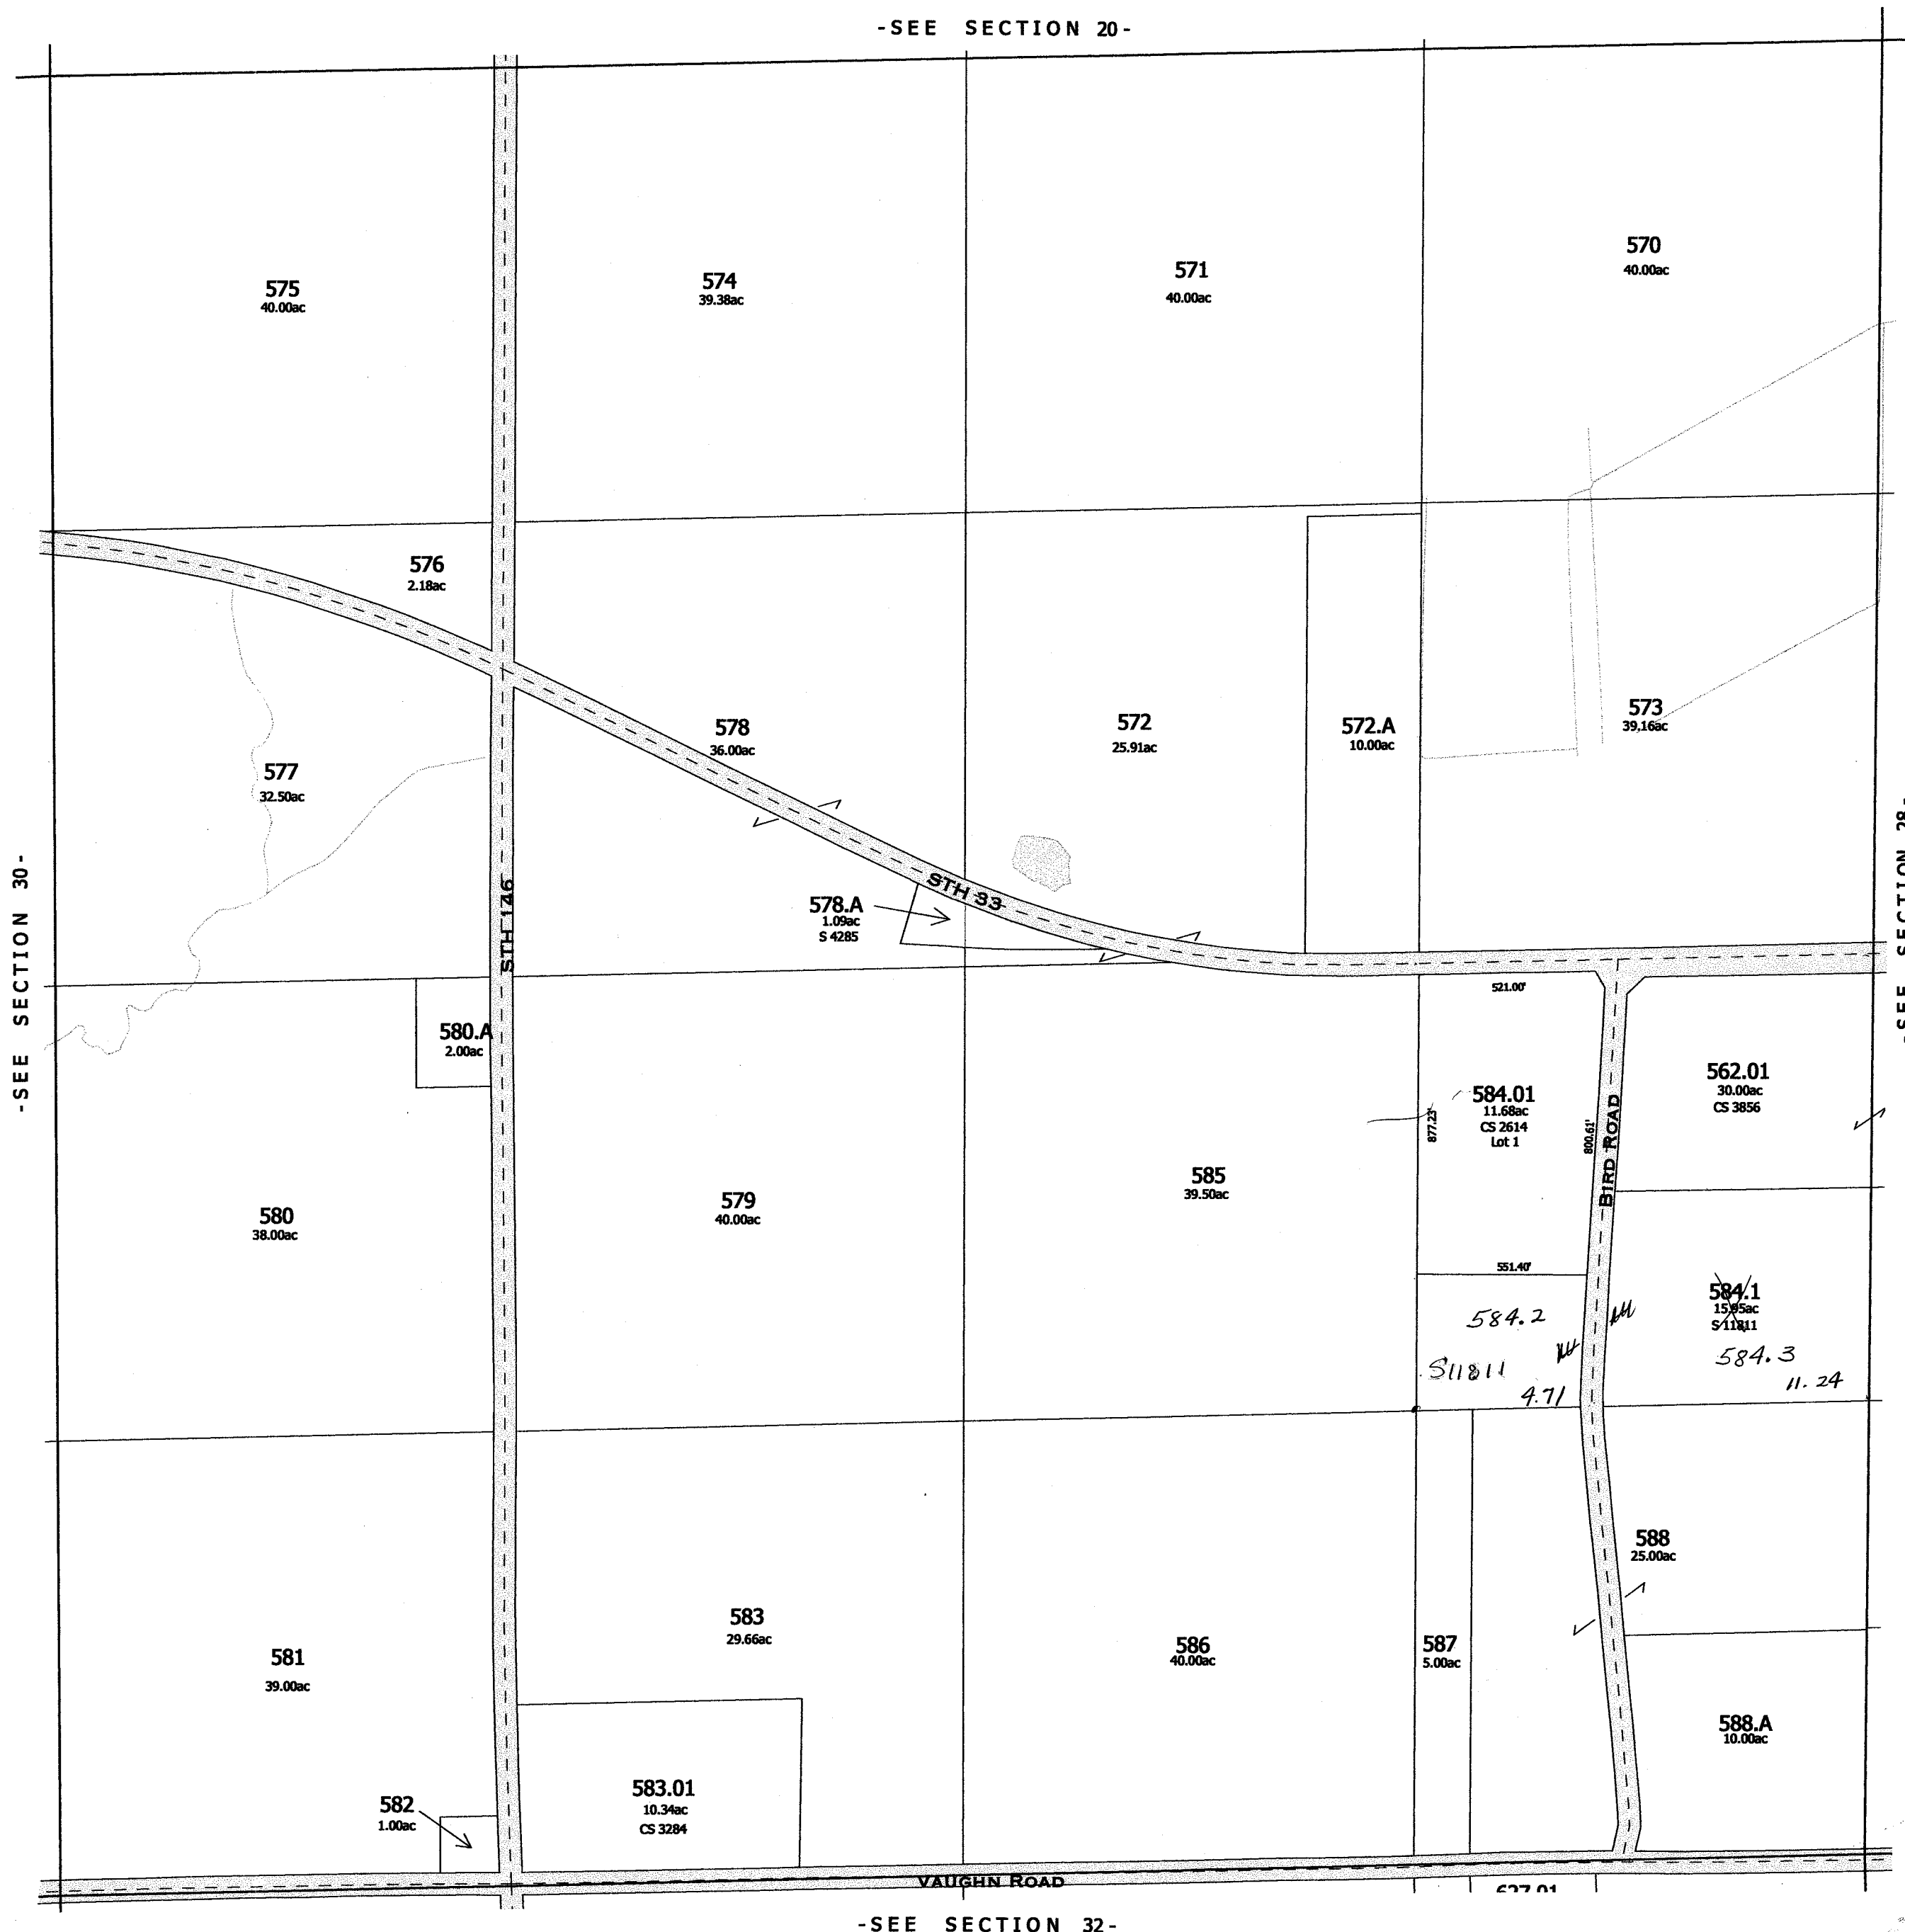 -SEE SECTION 20-
570
40.00ac
571
40.00ac
574
39.38ac
575
40.00ac
576
2.18ac
577
32.50ac
578
36.00ac
572
25.91ac
572.A
10.00ac
573
39,16ac
-SEE SECTION 30-
-SEE SECTION 28-
STH 146
STH 33
578.A
1.09ac
S 4285
580.A
2.00ac
521.00'
584.01
11.68ac
CS 2614
Lot 1
877.23'
800.61'
BIRD ROAD
562.01
30.00ac
CS 3856
580
38.00ac
579
40.00ac
585
39.50ac
551.40'
584.2
S11811
4.71
584.1
15.95ac
S 11811
584.3
11.24
588
25.00ac
581
39.00ac
583
29.66ac
586
40.00ac
587
5.00ac
588.A
10.00ac
582
1.00ac
583.01
10.34ac
CS 3284
VAUGHN ROAD
627.01
-SEE SECTION 32-